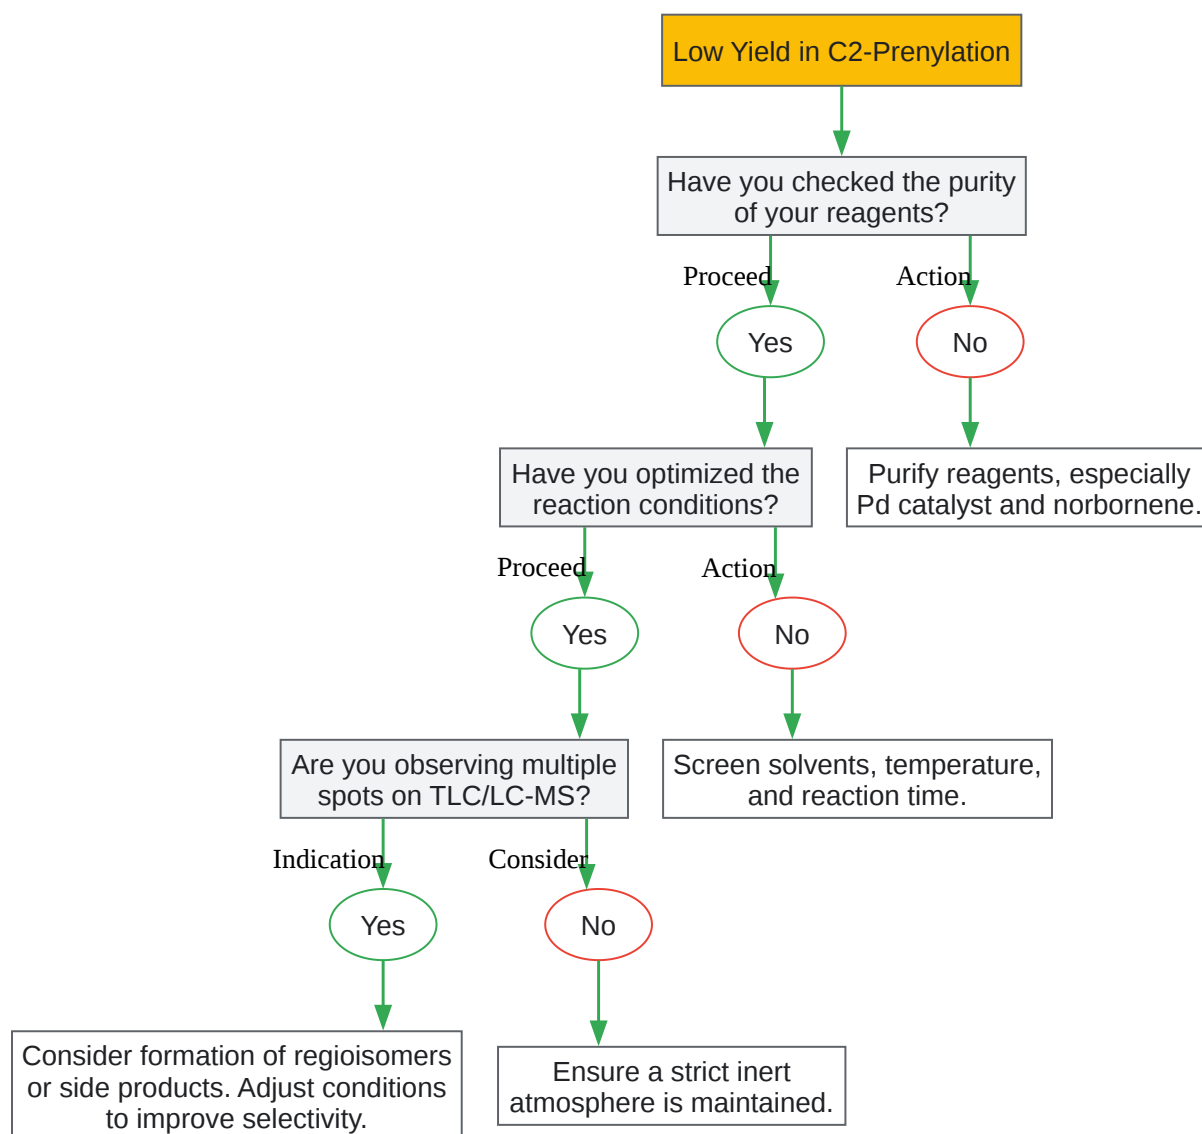 Low Yield in C2-Prenylation
Have you checked the purity
of your reagents?
Proceed
Action
Yes
No
Have you optimized the
reaction conditions?
Purify reagents, especially
Pd catalyst and norbornene.
Proceed
Action
Yes
No
Are you observing multiple
spots on TLC/LC-MS?
Screen solvents, temperature,
and reaction time.
Indication
Consider
Yes
No
Consider formation of regioisomers
or side products. Adjust conditions
to improve selectivity.
Ensure a strict inert
atmosphere is maintained.